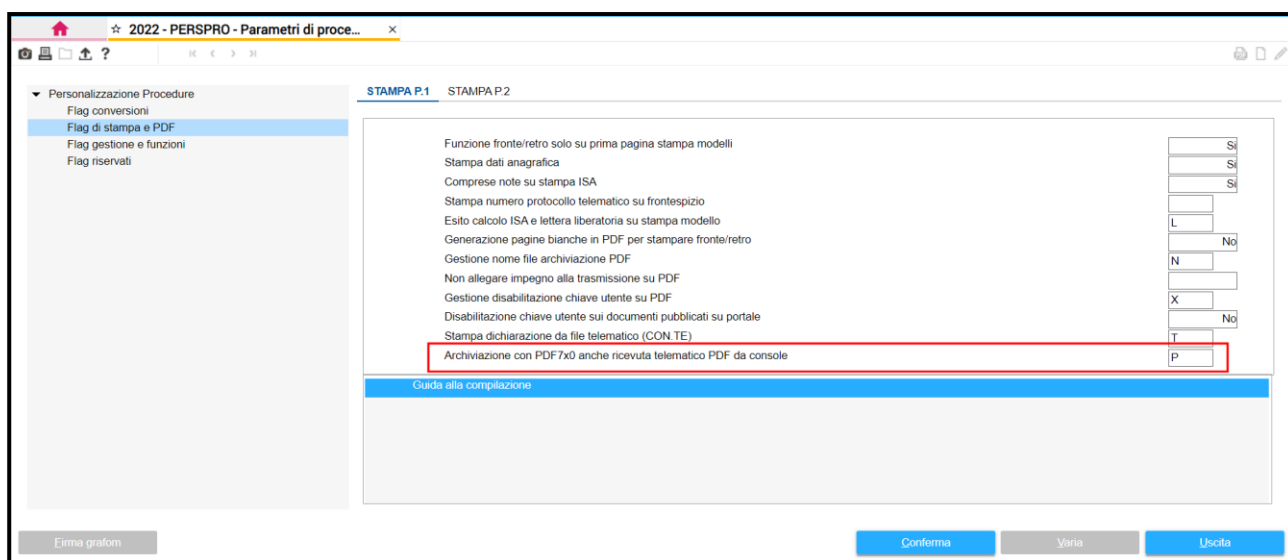 ☆ 2022 - PERSPRO - Parametri di proce... ×
?
Personalizzazione Procedure
Flag conversioni
Flag di stampa e PDF
Flag gestione e funzioni
Flag riservati
STAMPA P.1 STAMPA P.2
Funzione fronte/retro solo su prima pagina stampa modelli Si
Stampa dati anagrafica Si
Comprese note su stampa ISA Si
Stampa numero protocollo telematico su frontespizio
Esito calcolo ISA e lettera liberatoria su stampa modello L
Generazione pagine bianche in PDF per stampare fronte/retro No
Gestione nome file archiviazione PDF N
Non allegare impegno alla trasmissione su PDF
Gestione disabilitazione chiave utente su PDF X
Disabilitazione chiave utente sui documenti pubblicati su portale No
Stampa dichiarazione da file telematico (CON.TE) T
Archiviazione con PDF7x0 anche ricevuta telematico PDF da console P
Guida alla compilazione
Firma grafom Conferma Varia Uscita